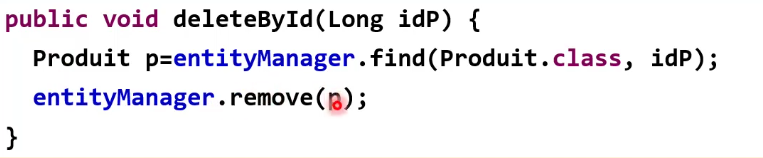 public void deleteById(Long idP) {
Produit p=entityManager.find(Produit.class, idP);
entityManager.remove(p);
}